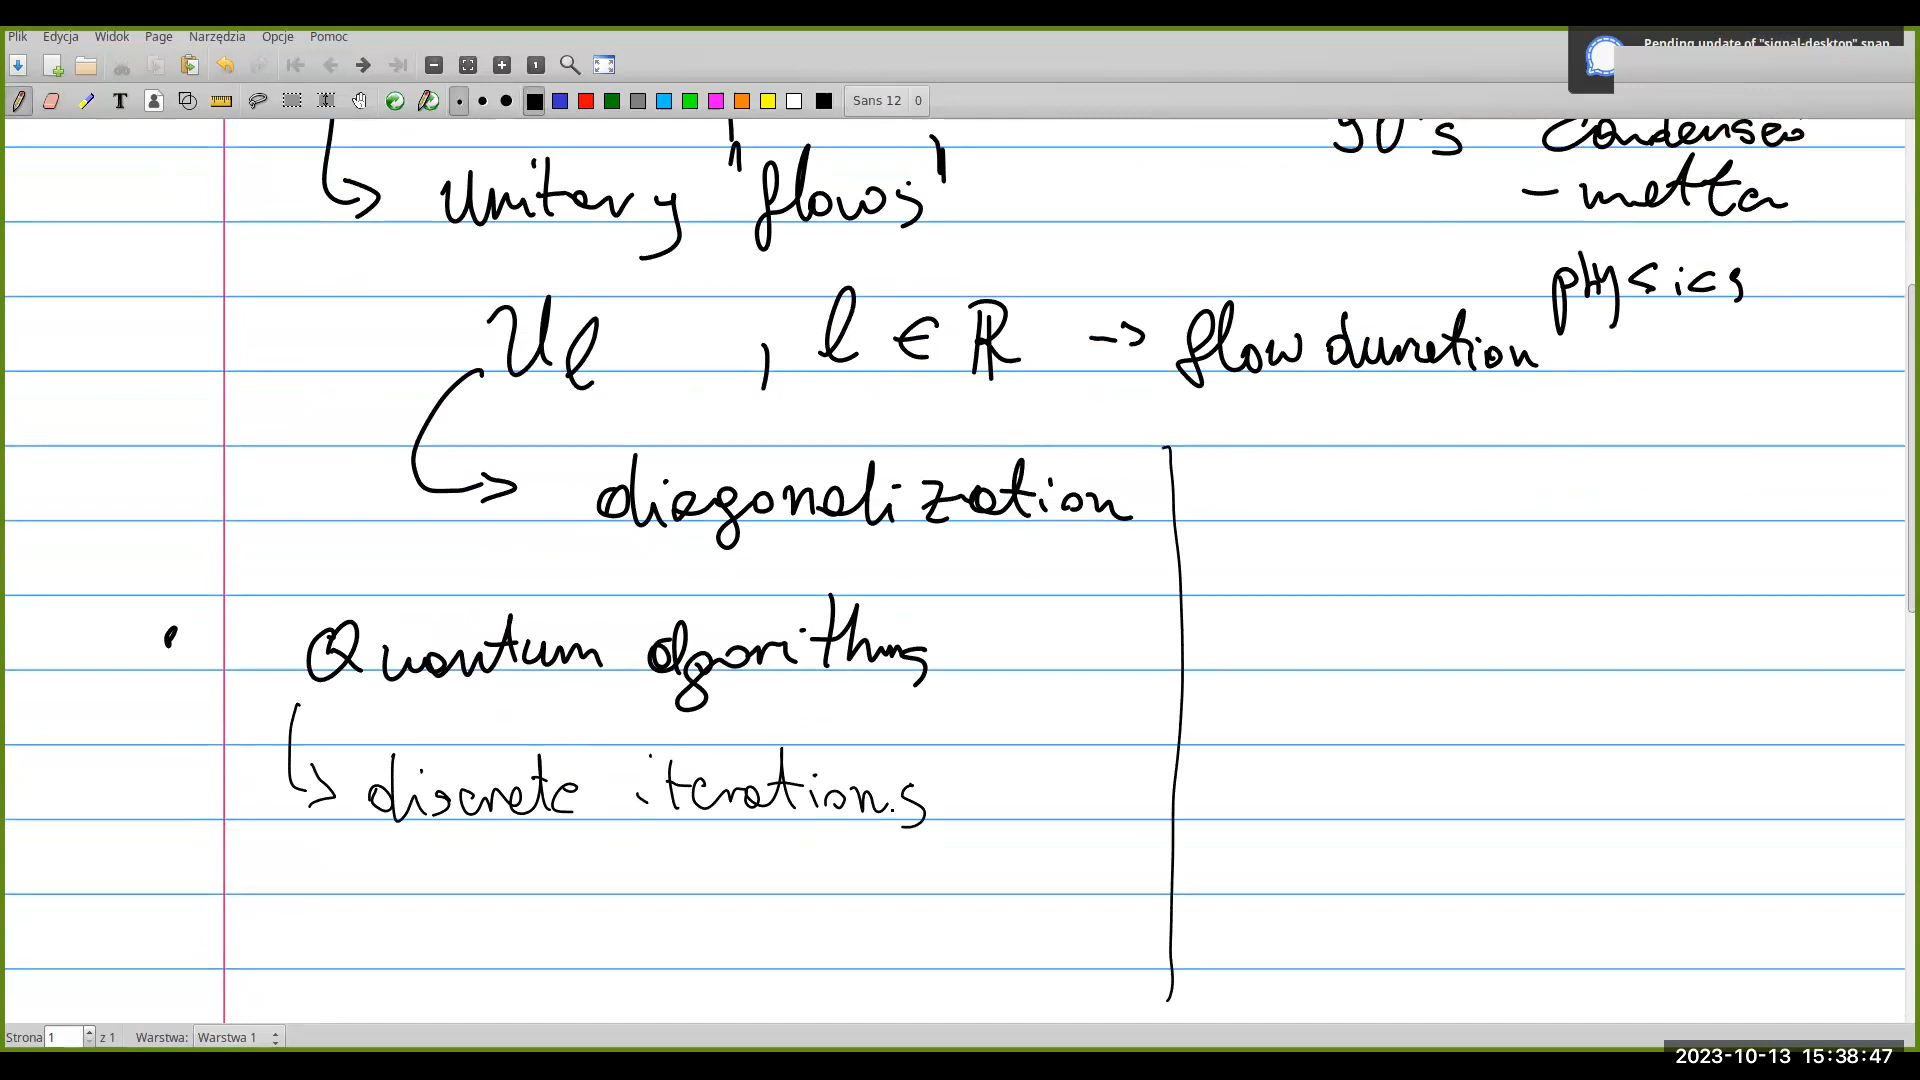 Plik Edycja Widok Page Narzędzia Opcje Pomoc
Pending update of "signal-desktop" snap
Sans 12 0
90's Condensed
- matter
physics
Unitary "flows"
U_ℓ , ℓ ∈ ℝ -> flow duration
-> diagonalization
• Quantum algorithms
-> discrete iterations
Strona 1 z 1 Warstwa: Warstwa 1
2023-10-13 15:38:47